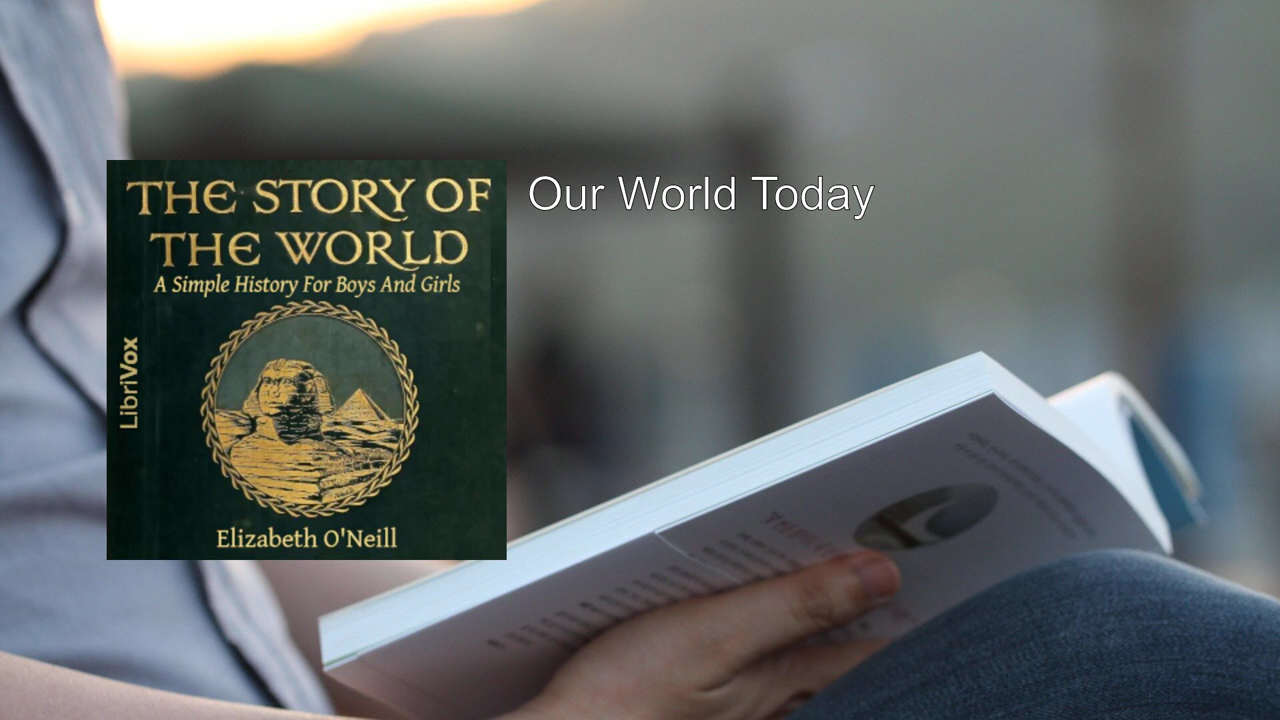 THE STORY OF
THE WORLD
A Simple History For Boys And Girls
LibriVox
Elizabeth O'Neill
Our World Today